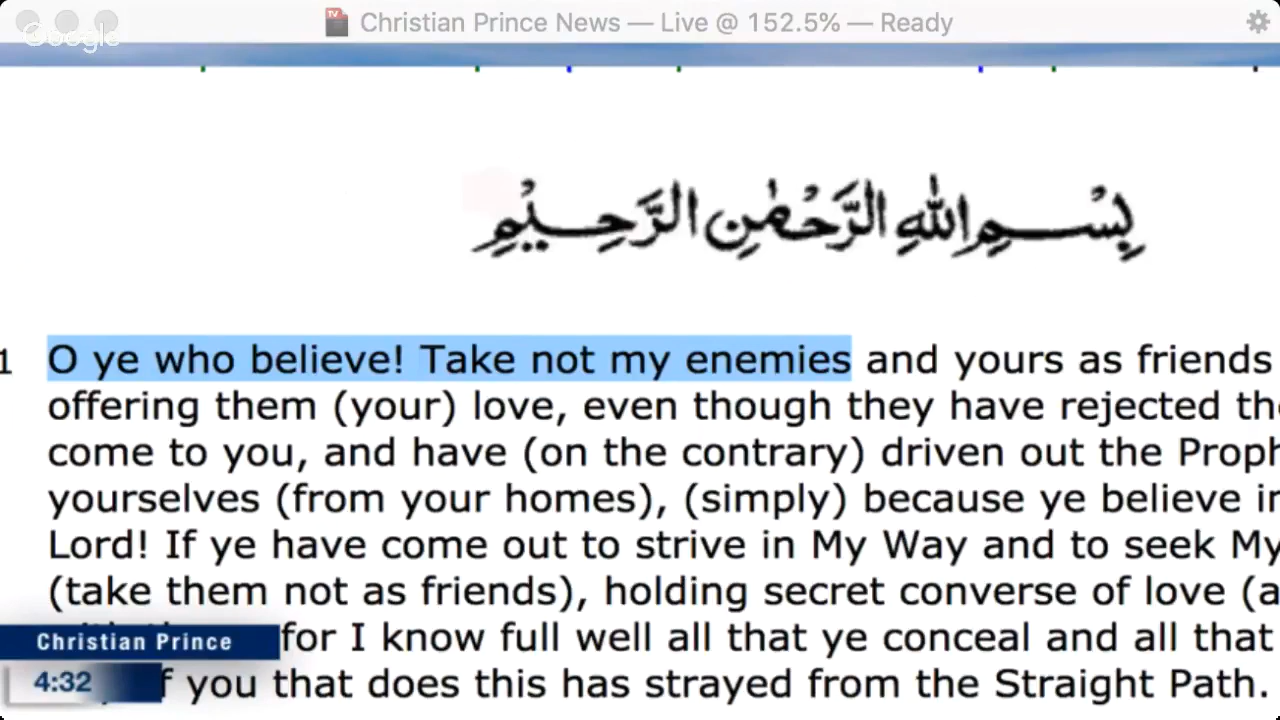 Christian Prince News — Live @ 152.5% — Ready
Google
بِسْمِ اللهِ الرَّحْمٰنِ الرَّحِيْمِ
1 O ye who believe! Take not my enemies and yours as friends
offering them (your) love, even though they have rejected
come to you, and have (on the contrary) driven out the
yourselves (from your homes), (simply) because ye believe
Lord! If ye have come out to strive in My Way and to seek My
(take them not as friends), holding secret converse of love
for I know full well all that ye conceal and all that
you that does this has strayed from the Straight Path.
Christian Prince
4:32